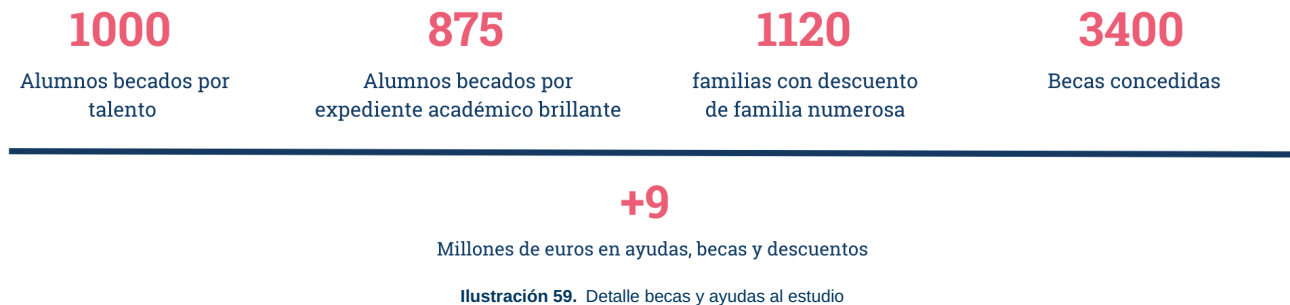 1000
Alumnos becados por
talento
875
Alumnos becados por
expediente académico brillante
1120
familias con descuento
de familia numerosa
3400
Becas concedidas
+9
Millones de euros en ayudas, becas y descuentos
Ilustración 59. Detalle becas y ayudas al estudio